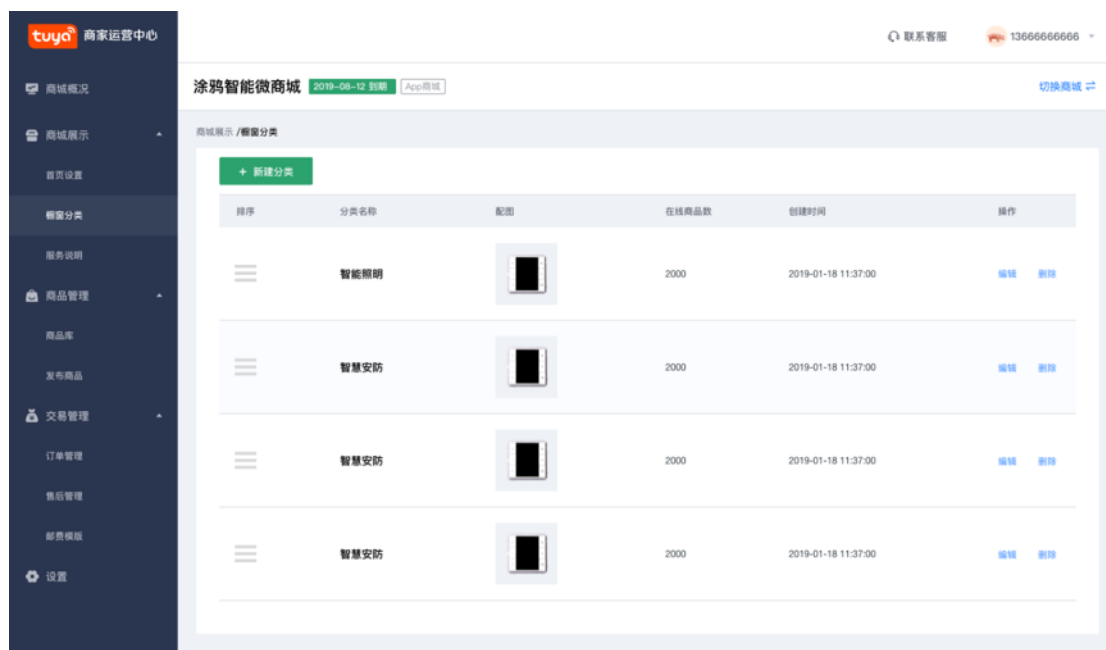 tuya 商家运营中心
联系客服
13666666666
商城概况
涂鸦智能微商城
2019-08-12 到期
App商城
切换商城
商城展示
商城展示 /橱窗分类
首页设置
+ 新建分类
橱窗分类
排序 分类名称 配图 在线商品数 创建时间 操作
服务说明
智能照明 2000 2019-01-18 11:37:00 编辑 删除
商品管理
商品库
智慧安防 2000 2019-01-18 11:37:00 编辑 删除
发布商品
交易管理
订单管理
智慧安防 2000 2019-01-18 11:37:00 编辑 删除
售后管理
邮费模版
智慧安防 2000 2019-01-18 11:37:00 编辑 删除
设置